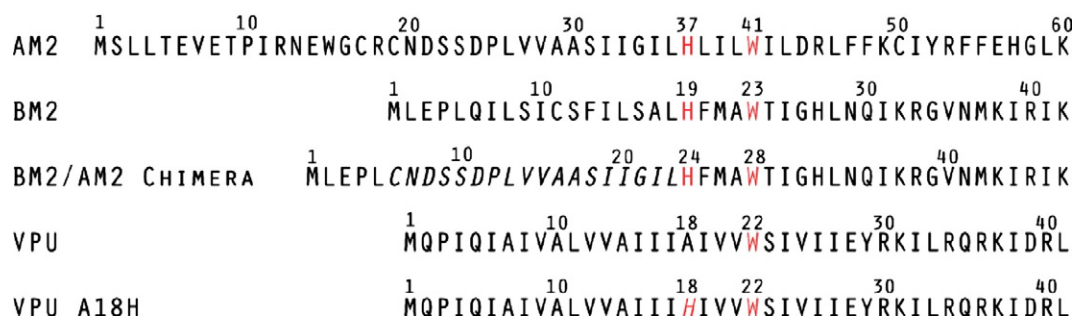 1 10 20 30 37 41 50 60
AM2 MSLLTEVETPIRNEWGCRCNDSSDPLVVAASIIGILHLILWILDRLFFKCIYRFFEHGLK
1 10 19 23 30 40
BM2 MLEPLQILSICSFILSALHFMAWTIGHLNQIKRGVNMKIRIK
1 10 20 24 28 40
BM2/AM2 CHIMERA MLEPLCNDSSDPLVVAASIIGILHFMAWTIGHLNQIKRGVNMKIRIK
1 10 18 22 30 40
VPU MQPIQIAIVALVVAIIIAIVVWSIVIIEYRKILRQRKIDRL
1 10 18 22 30 40
VPU A18H MQPIQIAIVALVVAIIIHIVVWSIVIIEYRKILRQRKIDRL